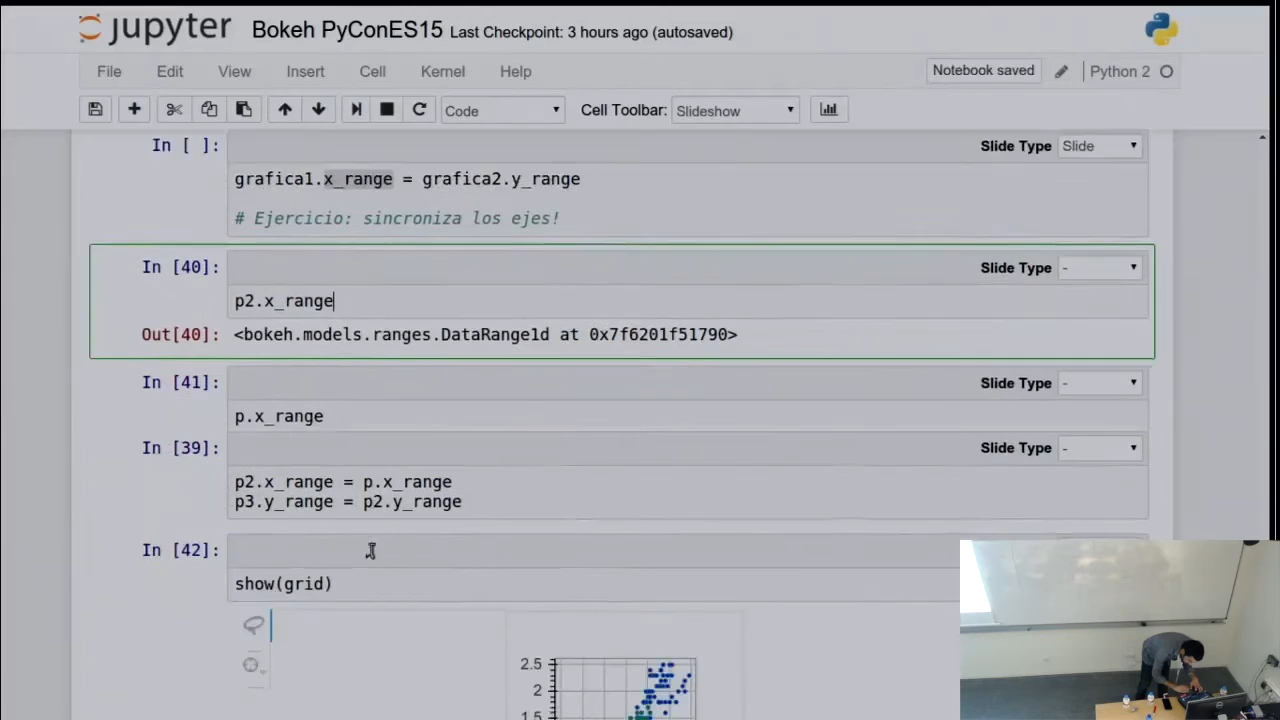 jupyter Bokeh PyConES15 Last Checkpoint: 3 hours ago (autosaved)
File Edit View Insert Cell Kernel Help Notebook saved Python 2
Code Cell Toolbar: Slideshow
In [ ]: Slide Type Slide
grafica1.x_range = grafica2.y_range
# Ejercicio: sincroniza los ejes!
In [40]: Slide Type -
p2.x_range
Out[40]: <bokeh.models.ranges.DataRange1d at 0x7f6201f51790>
In [41]: Slide Type -
p.x_range
In [39]: Slide Type -
p2.x_range = p.x_range
p3.y_range = p2.y_range
In [42]:
show(grid)
2.5
2
1.5